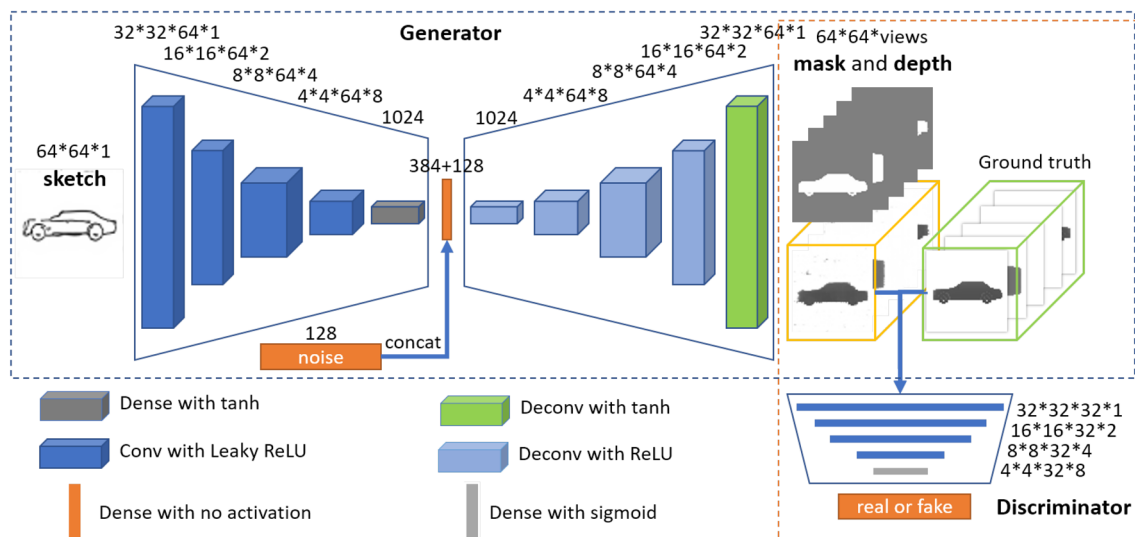 Generator
32*32*64*1
16*16*64*2
8*8*64*4
4*4*64*8
1024
64*64*1
sketch
384+128
128
noise
concat
1024
4*4*64*8
8*8*64*4
16*16*64*2
32*32*64*1
64*64*views
mask and depth
Ground truth
Dense with tanh
Conv with Leaky ReLU
Dense with no activation
Deconv with tanh
Deconv with ReLU
Dense with sigmoid
32*32*32*1
16*16*32*2
8*8*32*4
4*4*32*8
real or fake
Discriminator